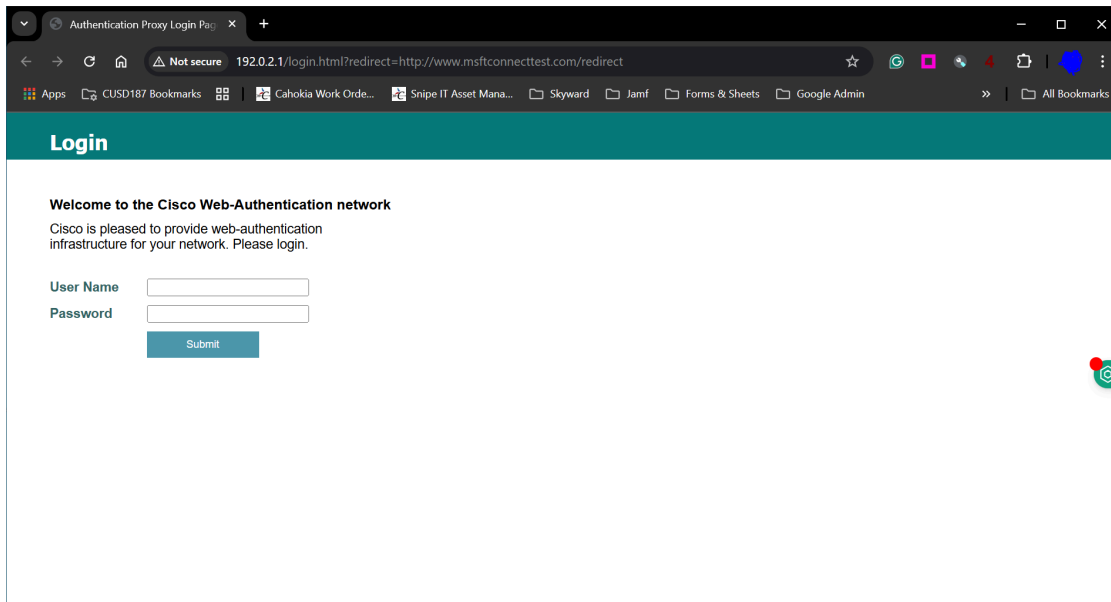 Authentication Proxy Login Pag
Not secure 192.0.2.1/login.html?redirect=http://www.msftconnecttest.com/redirect
4
Apps CUSD187 Bookmarks Cahokia Work Orde... Snipe IT Asset Mana... Skyward Jamf Forms & Sheets Google Admin » All Bookmarks
Login
Welcome to the Cisco Web-Authentication network
Cisco is pleased to provide web-authentication
infrastructure for your network. Please login.
User Name
Password
Submit